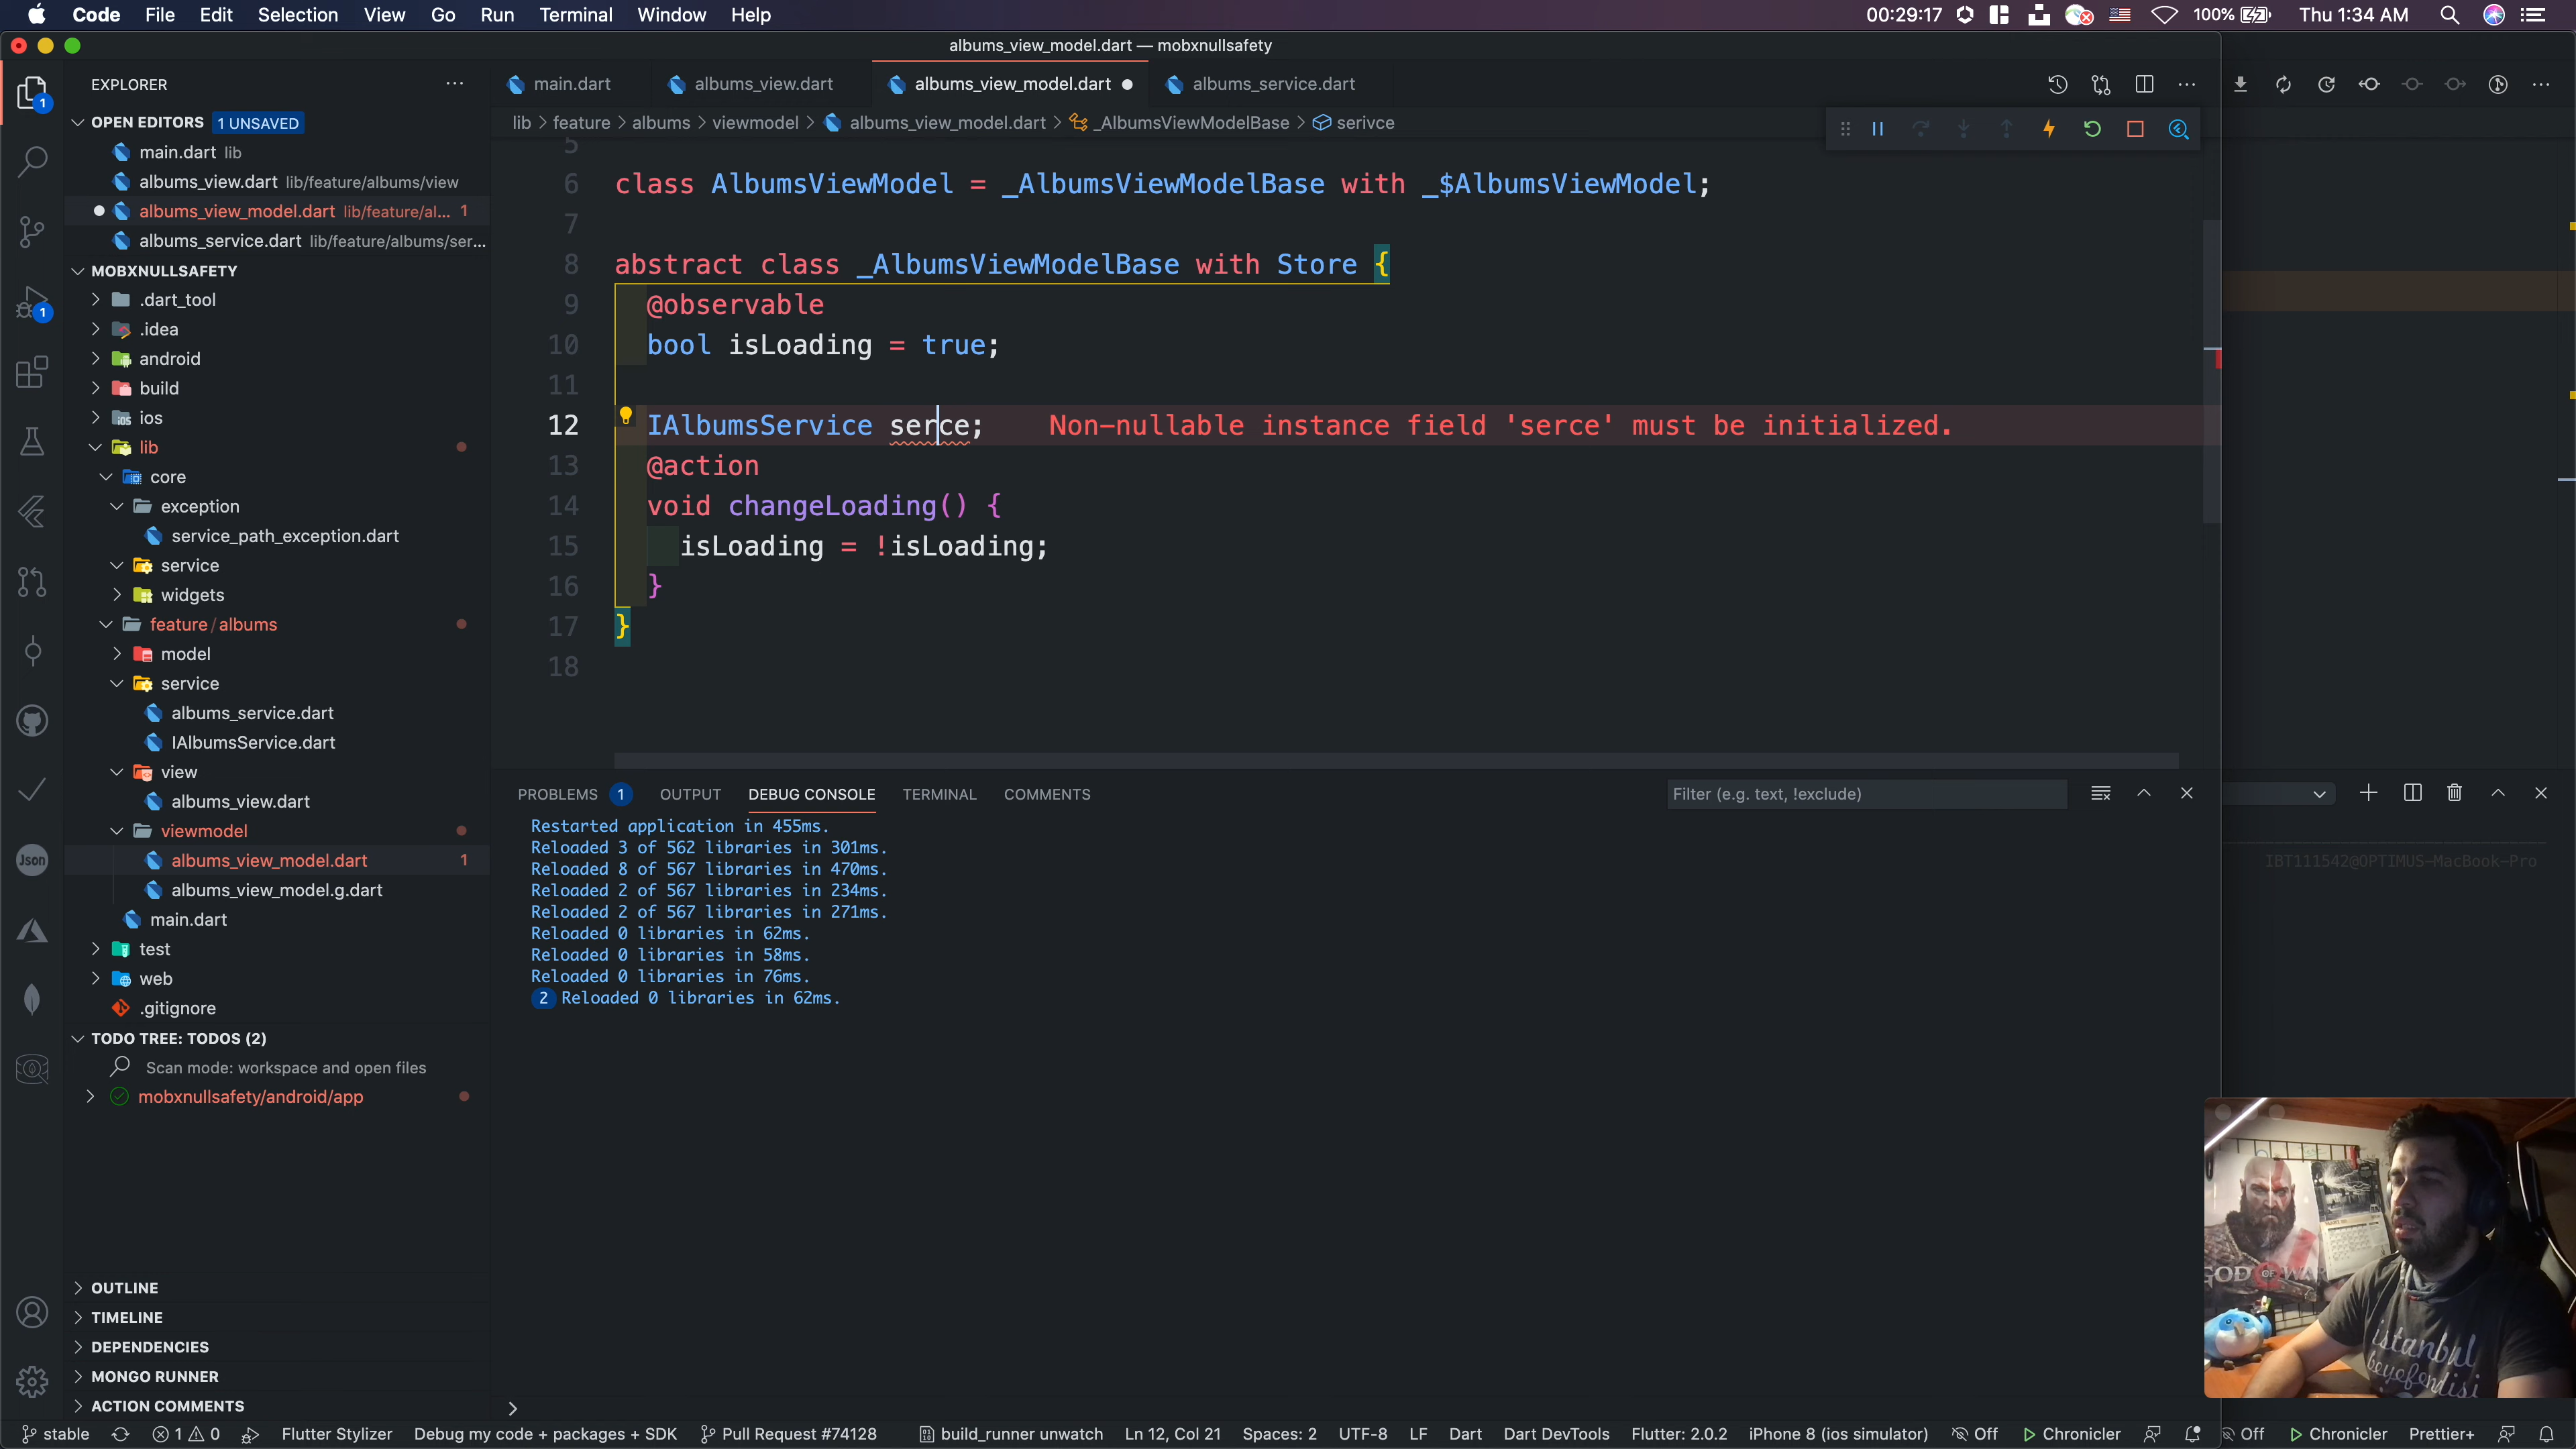 Code File Edit Selection View Go Run Terminal Window Help
00:29:17 100% Thu 1:34 AM
albums_view_model.dart — mobxnullsafety
EXPLORER
main.dart albums_view.dart albums_view_model.dart albums_service.dart
lib > feature > albums > viewmodel > albums_view_model.dart > _AlbumsViewModelBase > serivce
OPEN EDITORS 1 UNSAVED
main.dart lib
albums_view.dart lib/feature/albums/view
albums_view_model.dart lib/feature/al... 1
albums_service.dart lib/feature/albums/ser...
MOBXNULLSAFETY
.dart_tool
.idea
android
build
ios
lib
core
exception
service_path_exception.dart
service
widgets
feature / albums
model
service
albums_service.dart
IAlbumsService.dart
view
albums_view.dart
viewmodel
albums_view_model.dart 1
albums_view_model.g.dart
main.dart
test
web
.gitignore
TODO TREE: TODOS (2)
Scan mode: workspace and open files
mobxnullsafety/android/app
OUTLINE
TIMELINE
DEPENDENCIES
MONGO RUNNER
ACTION COMMENTS
5
6 class AlbumsViewModel = _AlbumsViewModelBase with _$AlbumsViewModel;
7
8 abstract class _AlbumsViewModelBase with Store {
9 @observable
10 bool isLoading = true;
11
12 IAlbumsService serce; Non-nullable instance field 'serce' must be initialized.
13 @action
14 void changeLoading() {
15 isLoading = !isLoading;
16 }
17 }
18
PROBLEMS 1 OUTPUT DEBUG CONSOLE TERMINAL COMMENTS
Filter (e.g. text, !exclude)
Restarted application in 455ms.
Reloaded 3 of 562 libraries in 301ms.
Reloaded 8 of 567 libraries in 470ms.
Reloaded 2 of 567 libraries in 234ms.
Reloaded 2 of 567 libraries in 271ms.
Reloaded 0 libraries in 62ms.
Reloaded 0 libraries in 58ms.
Reloaded 0 libraries in 76ms.
2 Reloaded 0 libraries in 62ms.
IBT111542@OPTIMUS-MacBook-Pro
Json
1
1
GOD OF WAR
istanbul
beyefendisi
stable 1 0 Flutter Stylizer Debug my code + packages + SDK Pull Request #74128 build_runner unwatch Ln 12, Col 21 Spaces: 2 UTF-8 LF Dart Dart DevTools Flutter: 2.0.2 iPhone 8 (ios simulator) Off Chronicler Off Chronicler Prettier+